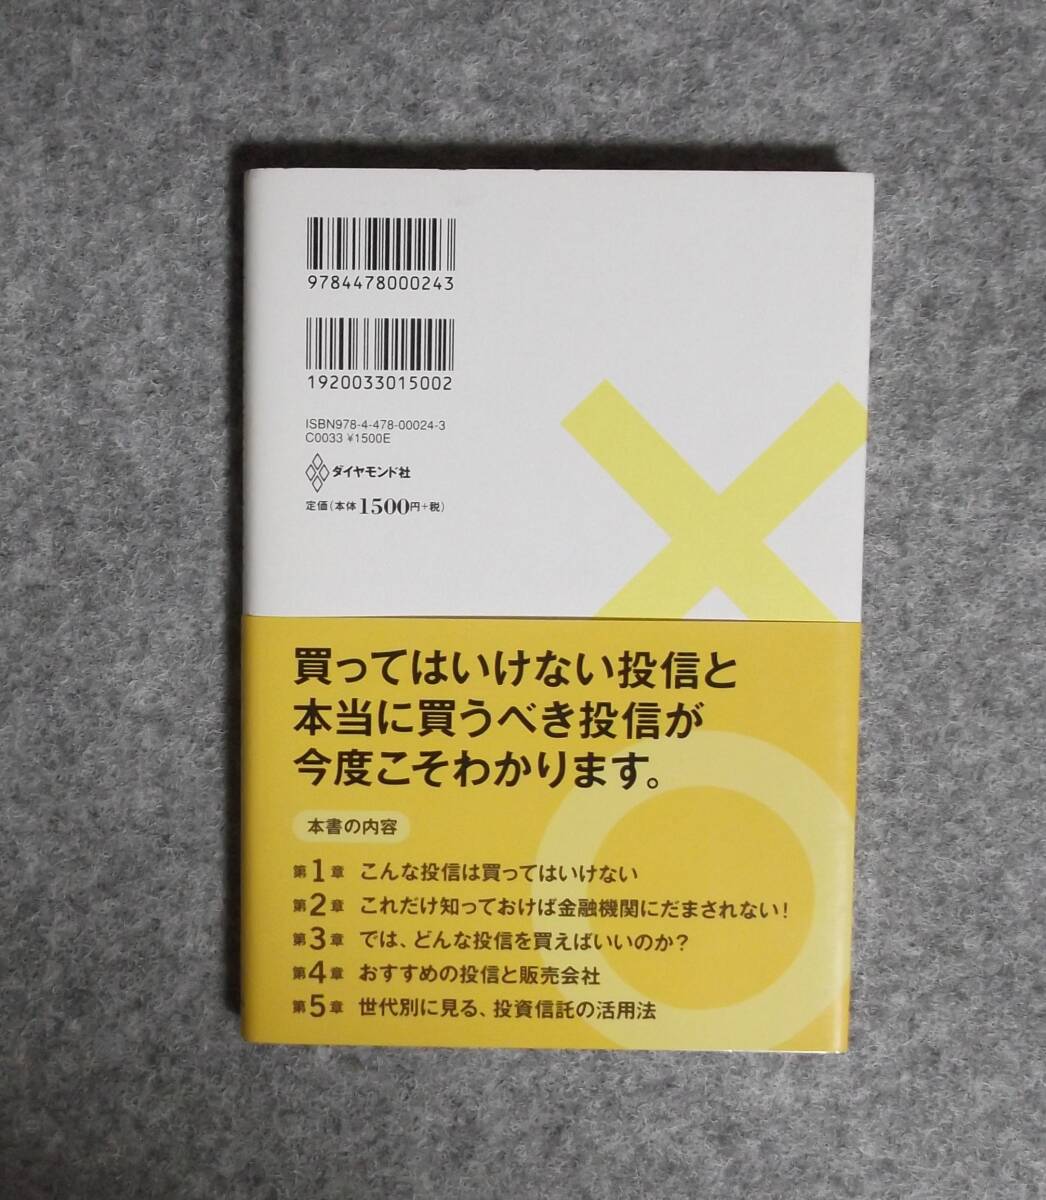 9784478000243
1920033015002
ISBN978-4-478-00024-3
C0033 ¥1500E
ダイヤモンド社
定価(本体1500円+税)
買ってはいけない投信と
本当に買うべき投信が
今度こそわかります。
本書の内容
第1章 こんな投信は買ってはいけない
第2章 これだけ知っておけば金融機関にだまされない!
第3章 では、どんな投信を買えばいいのか?
第4章 おすすめの投信と販売会社
第5章 世代別に見る、投資信託の活用法